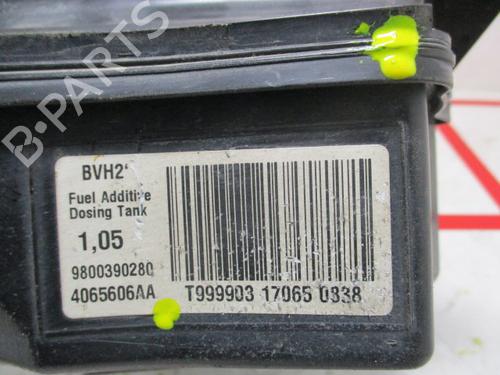 B-PARTS
BVH2*
Fuel Additive
Dosing Tank
1,05
9800390280
4065606AA
T999903 17065 0338